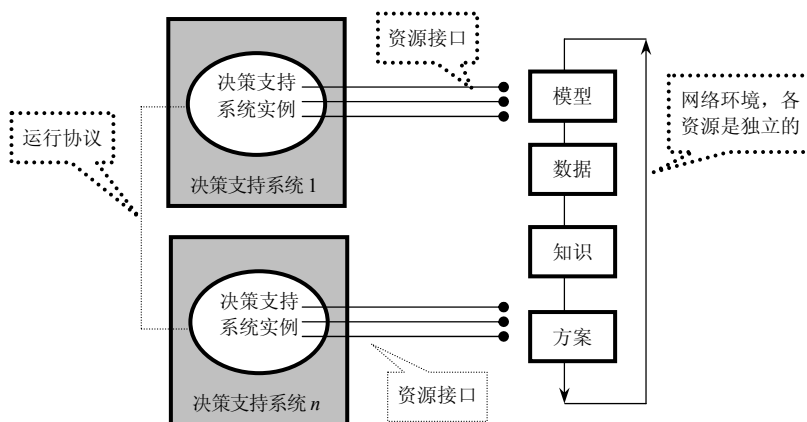 资源接口
决策支持
系统实例
模型
网络环境，各
资源是独立的
运行协议
数据
决策支持系统 1
知识
决策支持
系统实例
方案
资源接口
决策支持系统 n